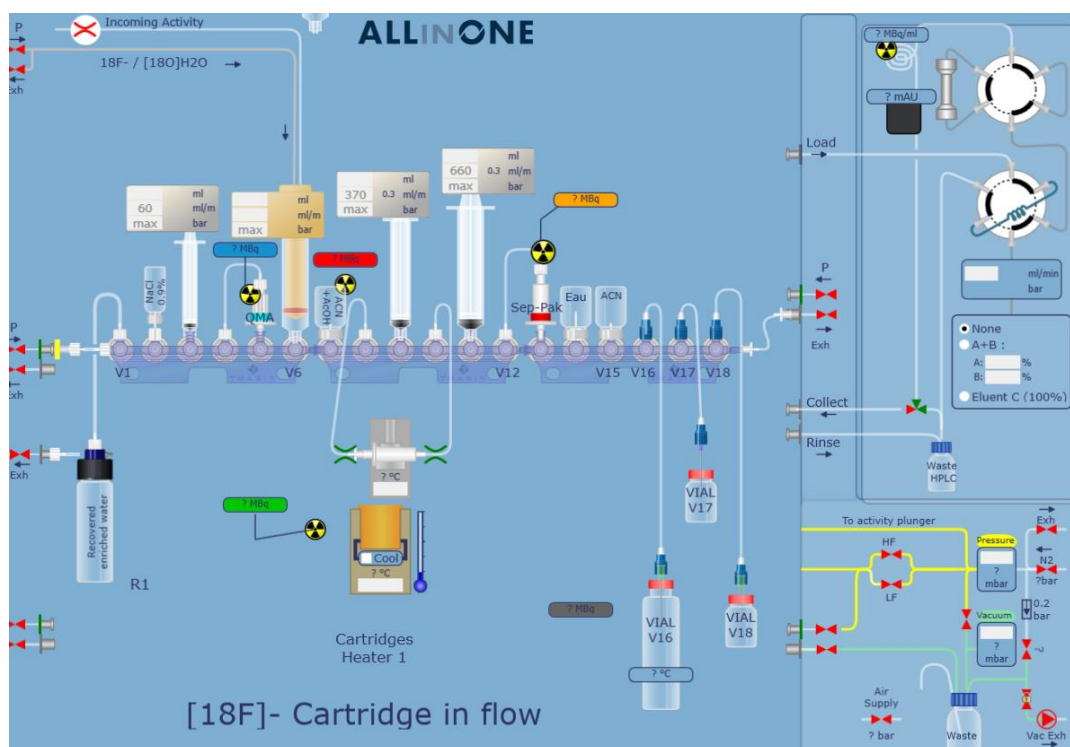 P
Incoming Activity
ALLINONE
18F- / [18O]H2O
Exh
? MBq/ml
? mAU
Load
ml
ml/m
bar
60
max
ml
ml/m
bar
max
370
max
ml
0.3
ml/m
bar
660
max
ml
0.3
ml/m
bar
? MBq
? MBq
? MBq
NaCl
0.9%
QMA
ACN
+AcOH
Sep-Pak
Eau
ACN
P
Exh
ml/min
bar
P
Exh
V1
V6
V12
V15
V16
V17
V18
TRASIS
TRASIS
TRASIS
None
A+B :
A:
%
B:
%
Eluent C (100%)
Collect
Rinse
Waste
HPLC
Exh
Recovered
enriched water
R1
? °C
? MBq
Cool
? °C
Cartridges
Heater 1
VIAL
V17
? MBq
VIAL
V16
? °C
VIAL
V18
To activity plunger
HF
LF
Pressure
?
mbar
Exh
N2
?bar
0.2
bar
Vacuum
?
mbar
?
Air
Supply
? bar
Waste
Vac Exh
[18F]- Cartridge in flow